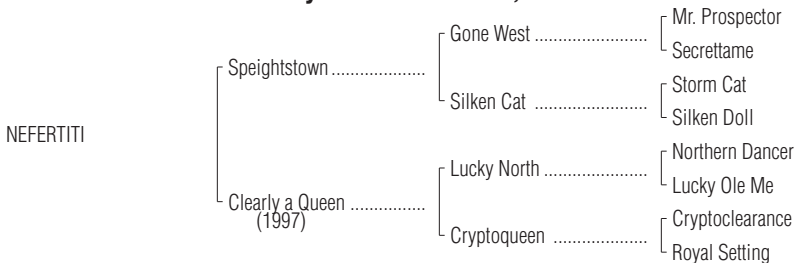 Mr. Prospector
Gone West ......................
Secrettame
Speightstown ....................
Storm Cat
Silken Cat ......................
Silken Doll
NEFERTITI
Northern Dancer
Lucky North ....................
Lucky Ole Me
Clearly a Queen ................
(1997)
Cryptoclearance
Cryptoqueen ..................
Royal Setting